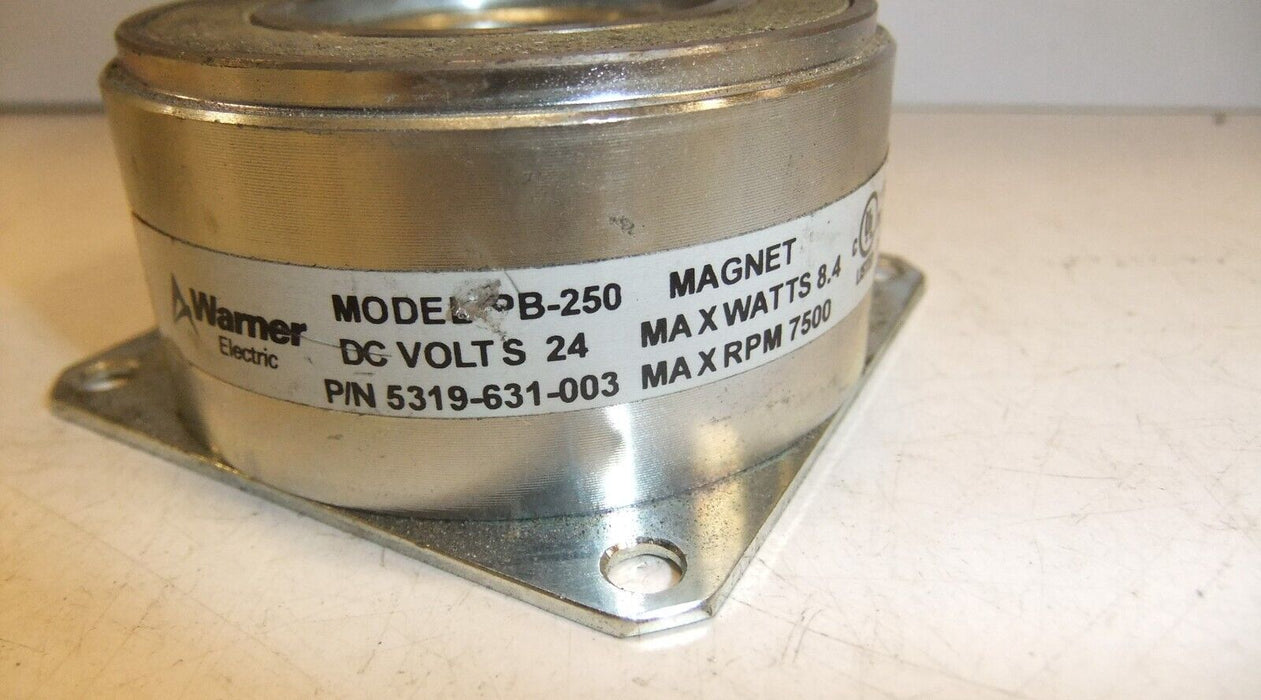 Warner
Electric
MODEL PB-250
DC VOLTS 24
P/N 5319-631-003
MAGNET
MAX WATTS 8.4
MAX RPM 7500
C UL